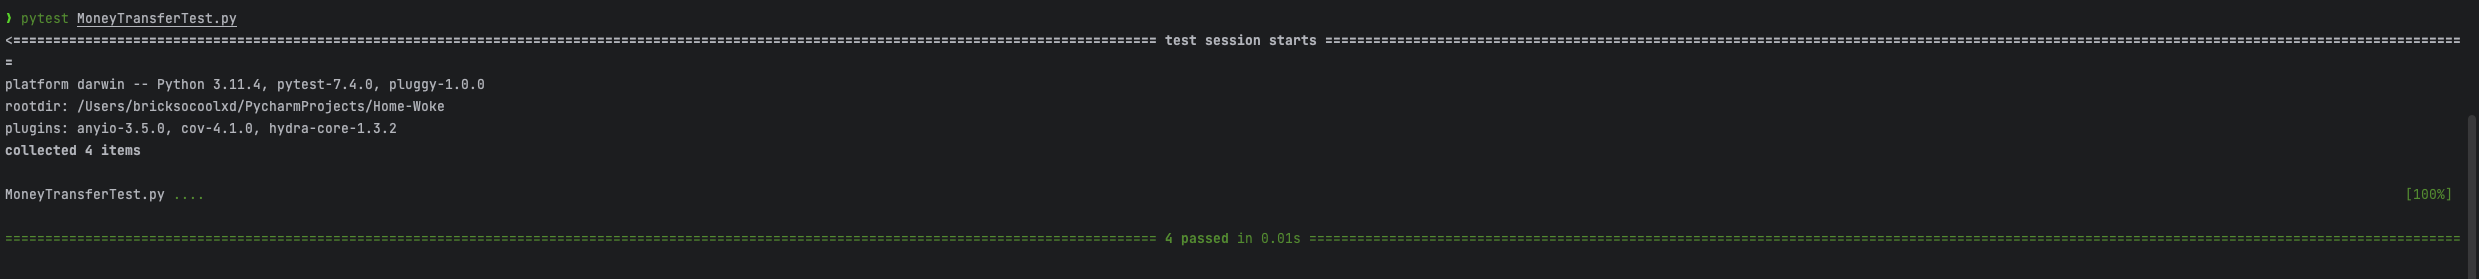 ❯ pytest MoneyTransferTest.py
<=============================================================================================================================================== test session starts ==============================================================================================================================================
=
platform darwin -- Python 3.11.4, pytest-7.4.0, pluggy-1.0.0
rootdir: /Users/bricksocoolxd/PycharmProjects/Home-Woke
plugins: anyio-3.5.0, cov-4.1.0, hydra-core-1.3.2
collected 4 items
MoneyTransferTest.py .... [100%]
================================================================================================================================================ 4 passed in 0.01s ================================================================================================================================================